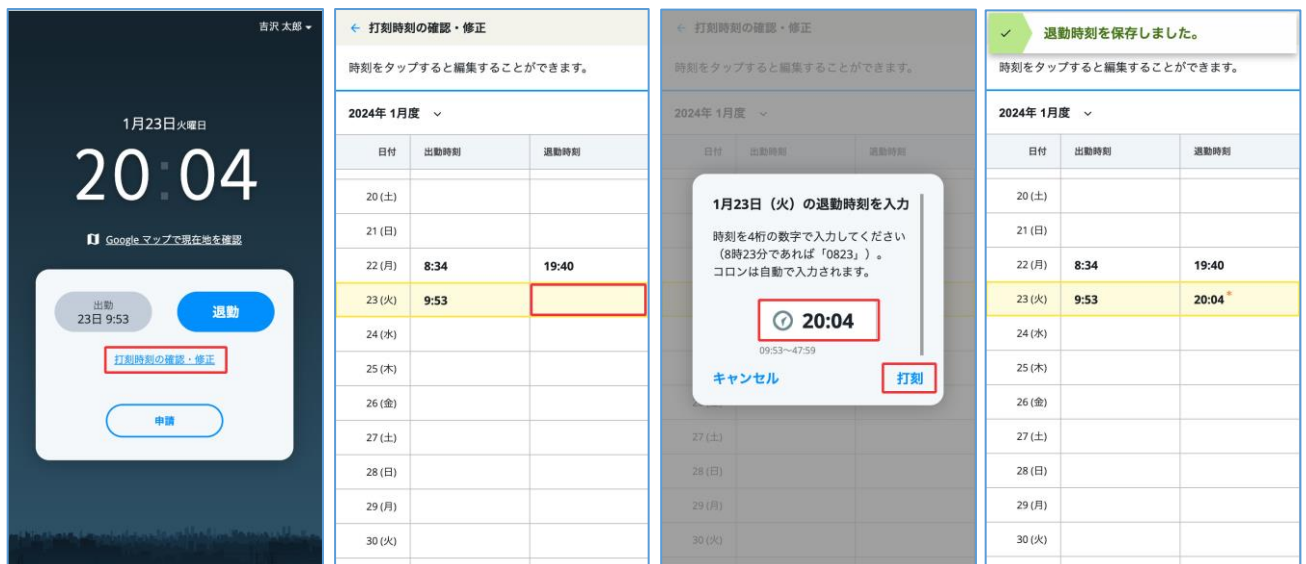 吉沢 太郎
1月23日火曜日
20:04
Google マップで現在地を確認
出勤
23日 9:53
退勤
打刻時刻の確認・修正
申請
← 打刻時刻の確認・修正
時刻をタップすると編集することができます。
2024年 1月度
日付 出勤時刻 退勤時刻
20 (土)
21 (日)
22 (月) 8:34 19:40
23 (火) 9:53
24 (水)
25 (木)
26 (金)
27 (土)
28 (日)
29 (月)
30 (火)
← 打刻時刻の確認・修正
時刻をタップすると編集することができます。
2024年 1月度
日付 出勤時刻 退勤時刻
1月23日（火）の退勤時刻を入力
時刻を4桁の数字で入力してください
（8時23分であれば「0823」）。
コロンは自動で入力されます。
20:04
09:53～47:59
キャンセル 打刻
27 (土)
28 (日)
29 (月)
30 (火)
退勤時刻を保存しました。
時刻をタップすると編集することができます。
2024年 1月度
日付 出勤時刻 退勤時刻
20 (土)
21 (日)
22 (月) 8:34 19:40
23 (火) 9:53 20:04*
24 (水)
25 (木)
26 (金)
27 (土)
28 (日)
29 (月)
30 (火)